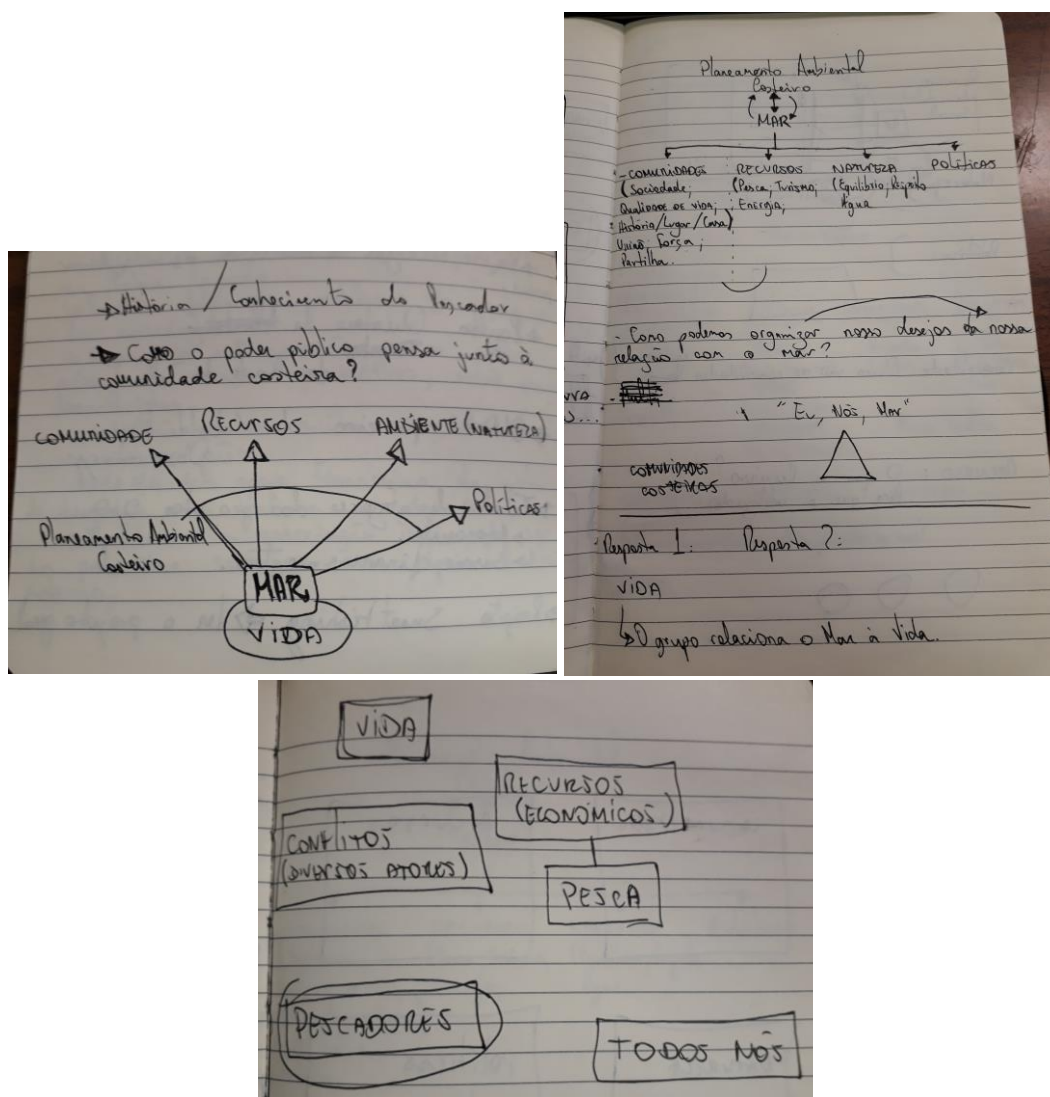 → História / Conhecimento do Pescador
→ Como o poder público pensa junto à
comunidade costeira?
COMUNIDADE
RECURSOS
AMBIENTE (NATUREZA)
Políticas
Planeamento Ambiental
Costeiro
MAR
VIDA
Planeamento Ambiental
Costeiro
MAR
- COMUNIDADES
(Sociedade;
Qualidade de vida;
História/Lugar/Casa)
União, Força;
Partilha.
RECURSOS
(Pesca; Turismo;
Energia;
NATUREZA
(Equilíbrio, Respeito
Água
POLÍTICAS
- Como podemos organizar nosso desejos da nossa
relação com o mar?
"Eu, Nós, Mar"
COMUNIDADES
COSTEIRAS
Resposta 1: Resposta 2:
VIDA
↳ O grupo relaciona o Mar à Vida.
VIDA
RECURSOS
(ECONÓMICOS)
CONFLITOS
(DIVERSOS ATORES)
PESCA
PESCADORES
TODOS NÓS